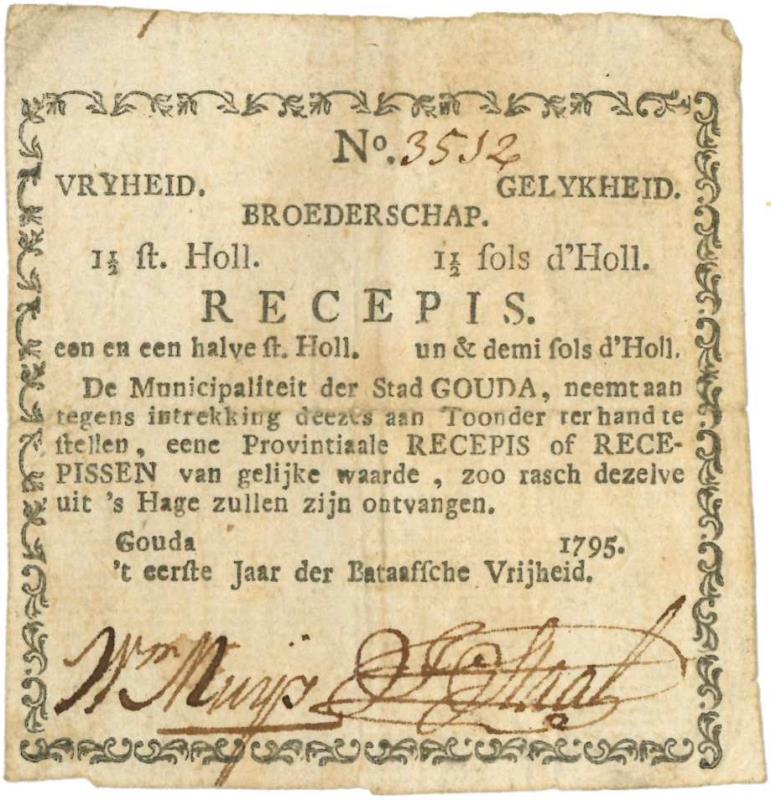 No. 3512
VRYHEID. GELYKHEID.
BROEDERSCHAP.
1½ ſt. Holl. 1½ ſols d'Holl.
RECEPIS.
een en een halve ſt. Holl. un & demi ſols d'Holl.
De Municipaliteit der Stad GOUDA, neemt aan
tegens intrekking deezes aan Toonder ter hand te
ſtellen, eene Provintiaale RECEPIS of RECE-
PISSEN van gelijke waarde, zoo rasch dezelve
uit 's Hage zullen zijn ontvangen.
Gouda 1795.
't eerſte Jaar der Bataafſche Vrijheid.
Wm Muijs